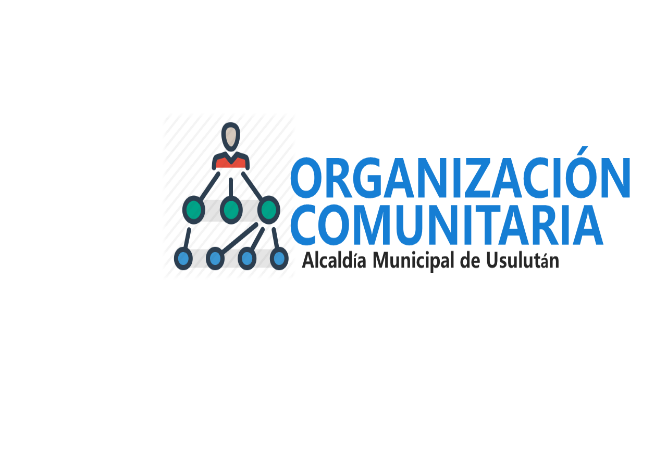 ORGANIZACIÓN
COMUNITARIA
Alcaldía Municipal de Usulután